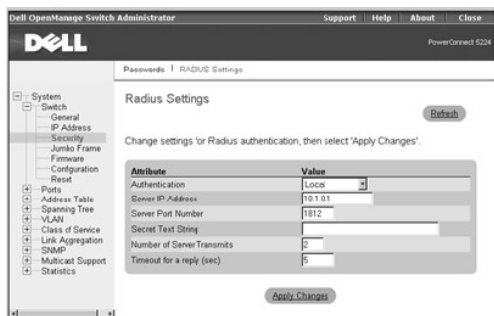 Dell OpenManage Switch Administrator Support Help About Close
DELL
PowerConnect 5224
Passwords | RADIUS Settings
System
Switch
General
IP Address
Security
Jumbo Frame
Firmware
Configuration
Reset
Ports
Address Table
Spanning Tree
VLAN
Class of Service
Link Aggregation
SNMP
Multicast Support
Statistics
Radius Settings
Refresh
Change settings for Radius authentication, then select 'Apply Changes'.
Attribute Value
Authentication Local
Server IP Address 10.1.0.1
Server Port Number 1812
Secret Text String
Number of Server Transmits 2
Timeout for a reply (sec) 5
Apply Changes